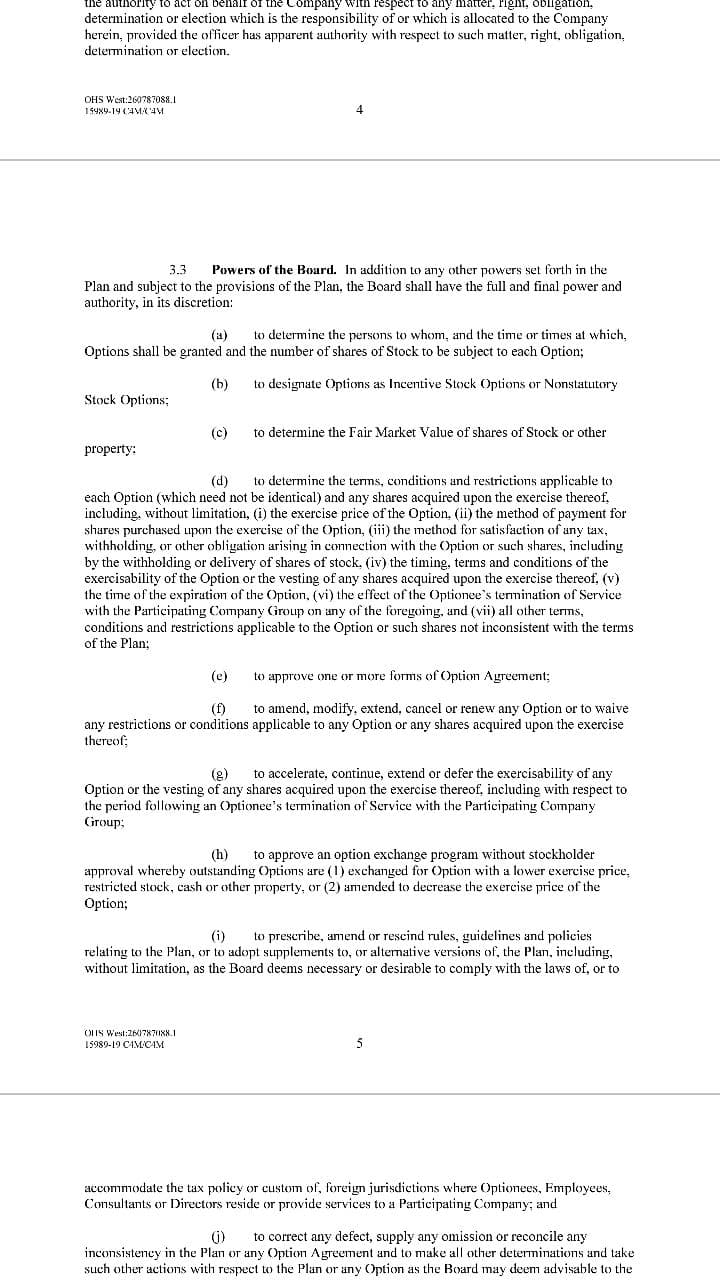 the authority to act on behalf of the Company with respect to any matter, right, obligation,
determination or election which is the responsibility of or which is allocated to the Company
herein, provided the officer has apparent authority with respect to such matter, right, obligation,
determination or election.
OHS West:260787088.1
15989-19 C4M/C4M
4
3.3 Powers of the Board. In addition to any other powers set forth in the
Plan and subject to the provisions of the Plan, the Board shall have the full and final power and
authority, in its discretion:
(a) to determine the persons to whom, and the time or times at which,
Options shall be granted and the number of shares of Stock to be subject to each Option;
(b) to designate Options as Incentive Stock Options or Nonstatutory
Stock Options;
(c) to determine the Fair Market Value of shares of Stock or other
property;
(d) to determine the terms, conditions and restrictions applicable to
each Option (which need not be identical) and any shares acquired upon the exercise thereof,
including, without limitation, (i) the exercise price of the Option, (ii) the method of payment for
shares purchased upon the exercise of the Option, (iii) the method for satisfaction of any tax,
withholding, or other obligation arising in connection with the Option or such shares, including
by the withholding or delivery of shares of stock, (iv) the timing, terms and conditions of the
exercisability of the Option or the vesting of any shares acquired upon the exercise thereof, (v)
the time of the expiration of the Option, (vi) the effect of the Optionee's termination of Service
with the Participating Company Group on any of the foregoing, and (vii) all other terms,
conditions and restrictions applicable to the Option or such shares not inconsistent with the terms
of the Plan;
(e) to approve one or more forms of Option Agreement;
(f) to amend, modify, extend, cancel or renew any Option or to waive
any restrictions or conditions applicable to any Option or any shares acquired upon the exercise
thereof;
(g) to accelerate, continue, extend or defer the exercisability of any
Option or the vesting of any shares acquired upon the exercise thereof, including with respect to
the period following an Optionee's termination of Service with the Participating Company
Group;
(h) to approve an option exchange program without stockholder
approval whereby outstanding Options are (1) exchanged for Option with a lower exercise price,
restricted stock, cash or other property, or (2) amended to decrease the exercise price of the
Option;
(i) to prescribe, amend or rescind rules, guidelines and policies
relating to the Plan, or to adopt supplements to, or alternative versions of, the Plan, including,
without limitation, as the Board deems necessary or desirable to comply with the laws of, or to
OHS West:260787088.1
15989-19 C4M/C4M
5
accommodate the tax policy or custom of, foreign jurisdictions where Optionees, Employees,
Consultants or Directors reside or provide services to a Participating Company; and
(j) to correct any defect, supply any omission or reconcile any
inconsistency in the Plan or any Option Agreement and to make all other determinations and take
such other actions with respect to the Plan or any Option as the Board may deem advisable to the